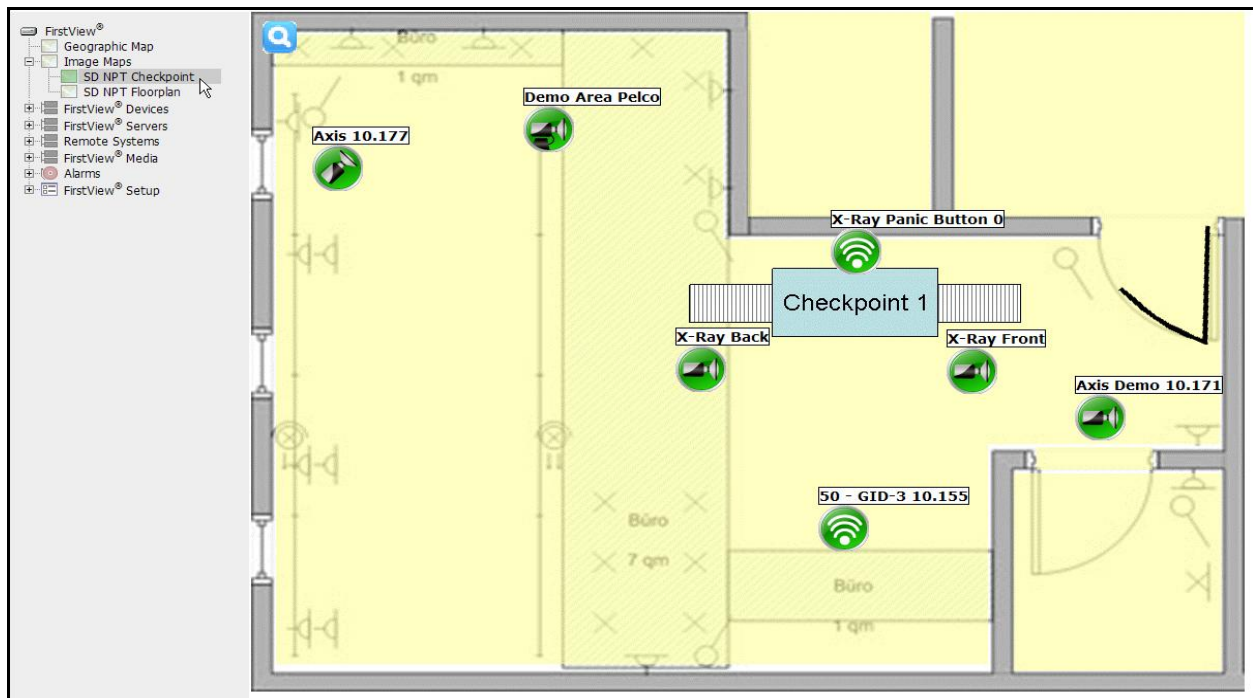 FirstView®
Geographic Map
Image Maps
SD NPT Checkpoint
SD NPT Floorplan
FirstView® Devices
FirstView® Servers
Remote Systems
FirstView® Media
Alarms
FirstView® Setup
Büro
1 qm
Demo Area Pelco
Axis 10.177
X-Ray Panic Button 0
Checkpoint 1
X-Ray Back
X-Ray Front
Axis Demo 10.171
50 - GID-3 10.155
Büro
7 qm
Büro
1 qm